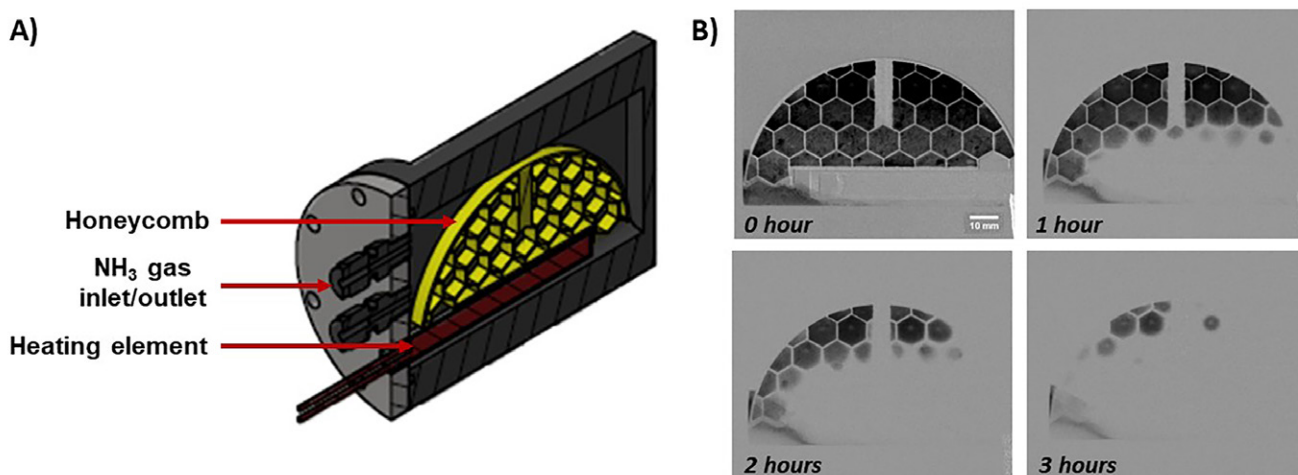 A)
Honeycomb
NH₃ gas
inlet/outlet
Heating element
B)
0 hour
10 mm
1 hour
2 hours
3 hours